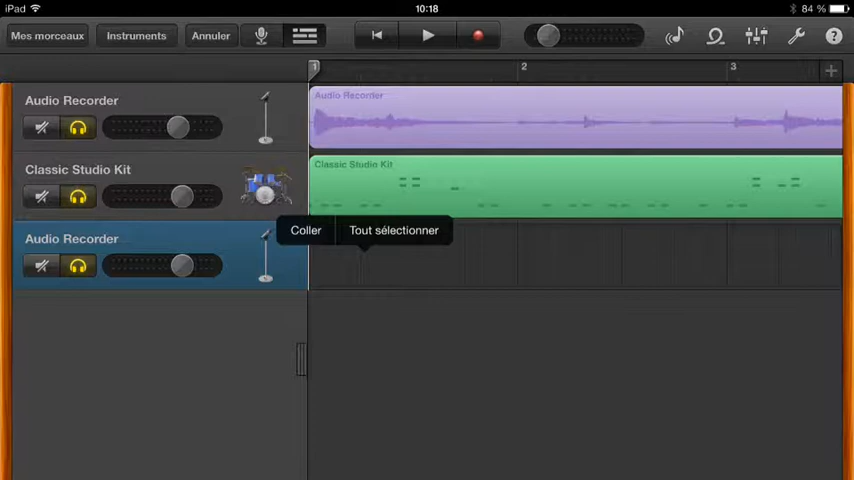 iPad 10:18 84 %
Mes morceaux Instruments Annuler ?
1 2 3 +
Audio Recorder Audio Recorder
Classic Studio Kit Classic Studio Kit
Coller Tout sélectionner
Audio Recorder